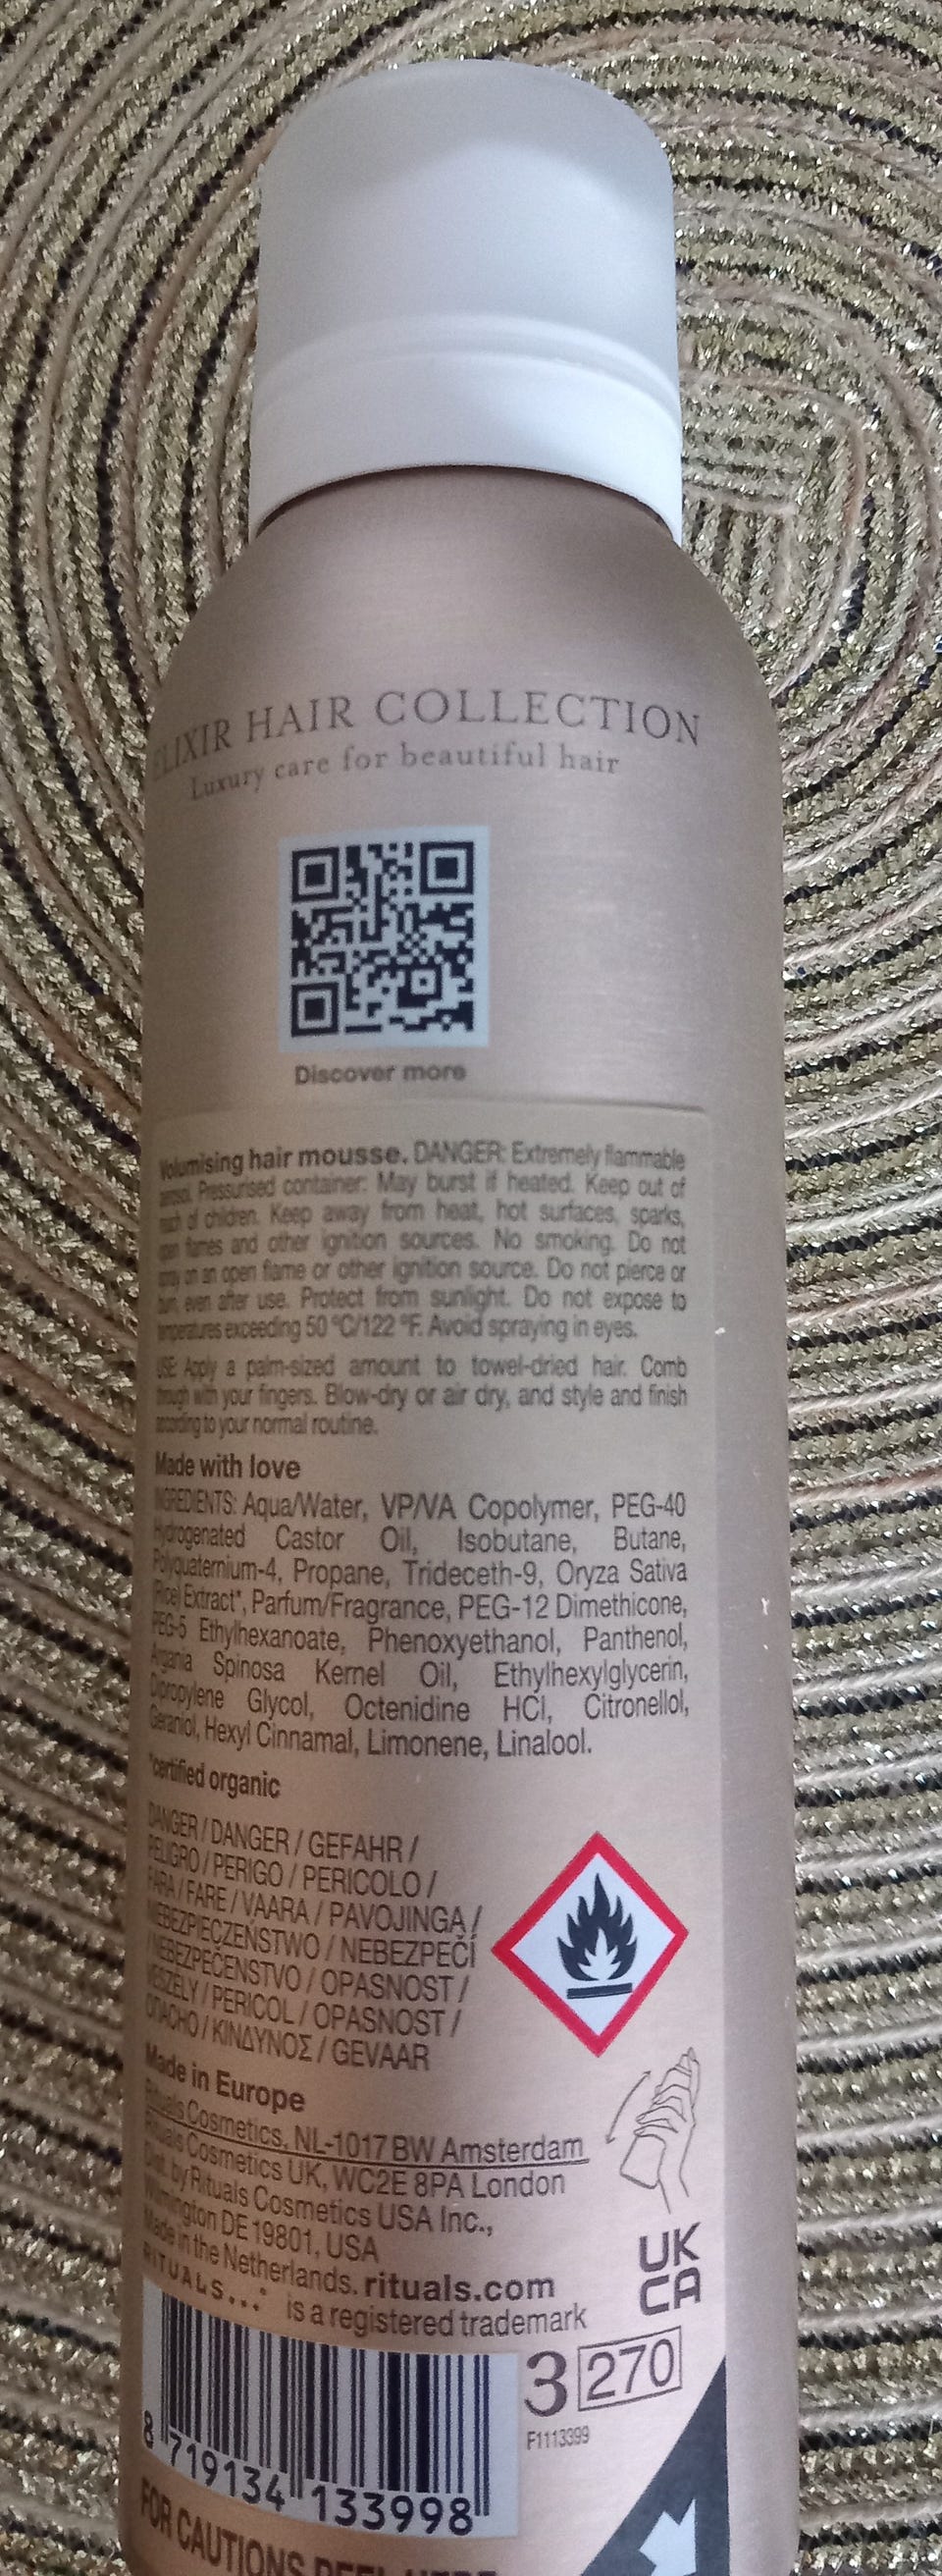 ELIXIR HAIR COLLECTION
Luxury care for beautiful hair
Discover more
Volumising hair mousse. DANGER: Extremely flammable
aerosol. Pressurised container: May burst if heated. Keep out of
reach of children. Keep away from heat, hot surfaces, sparks,
open flames and other ignition sources. No smoking. Do not
spray on an open flame or other ignition source. Do not pierce or
burn, even after use. Protect from sunlight. Do not expose to
temperatures exceeding 50 °C/122 °F. Avoid spraying in eyes.
USE: Apply a palm-sized amount to towel-dried hair. Comb
through with your fingers. Blow-dry or air dry, and style and finish
according to your normal routine.
Made with love
INGREDIENTS: Aqua/Water, VP/VA Copolymer, PEG-40
Hydrogenated Castor Oil, Isobutane, Butane,
Polyquaternium-4, Propane, Trideceth-9, Oryza Sativa
(Rice) Extract*, Parfum/Fragrance, PEG-12 Dimethicone,
PEG-5 Ethylhexanoate, Phenoxyethanol, Panthenol,
Argania Spinosa Kernel Oil, Ethylhexylglycerin,
Dipropylene Glycol, Octenidine HCl, Citronellol,
Geraniol, Hexyl Cinnamal, Limonene, Linalool.
*certified organic
DANGER / DANGER / GEFAHR /
PELIGRO / PERIGO / PERICOLO /
FARA / FARE / VAARA / PAVOJINGA /
NIEBEZPIECZEŃSTWO / NEBEZPEČÍ
/ NEBEZPEČENSTVO / OPASNOST /
VESZÉLY / PERICOL / OPASNOST /
ОПАСНО / ΚΙΝΔΥΝΟΣ / GEVAAR
Made in Europe
Rituals Cosmetics, NL-1017 BW Amsterdam
Rituals Cosmetics UK, WC2E 8PA London
Dist. by Rituals Cosmetics USA Inc.,
Wilmington DE 19801, USA
Made in the Netherlands. rituals.com
RITUALS...® is a registered trademark
UK
CA
3 270
F1113399
8 719134 133998
FOR CAUTIONS PEEL HERE